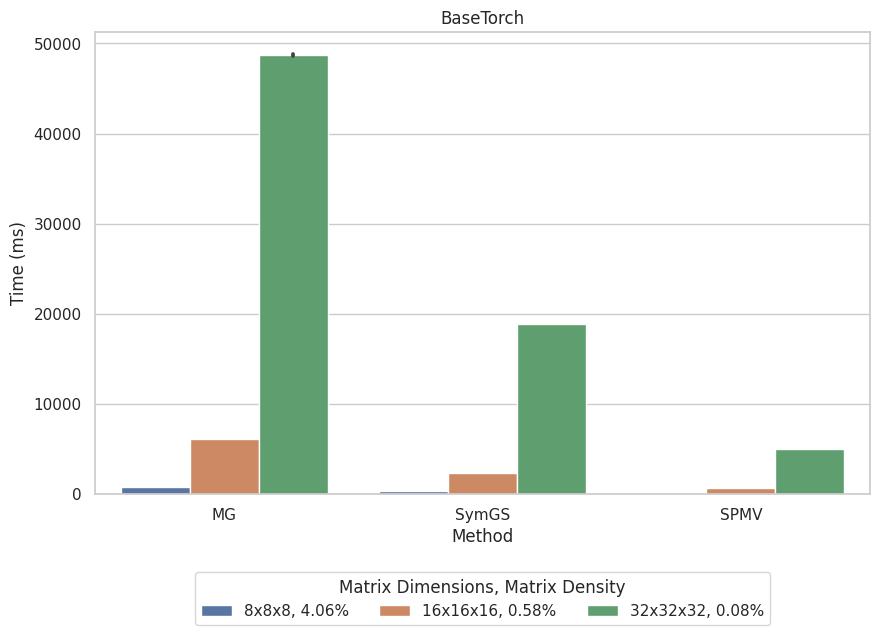 BaseTorch
50000
40000
30000
20000
10000
0
Time (ms)
MG SymGS SPMV
Method
Matrix Dimensions, Matrix Density
8x8x8, 4.06% 16x16x16, 0.58% 32x32x32, 0.08%